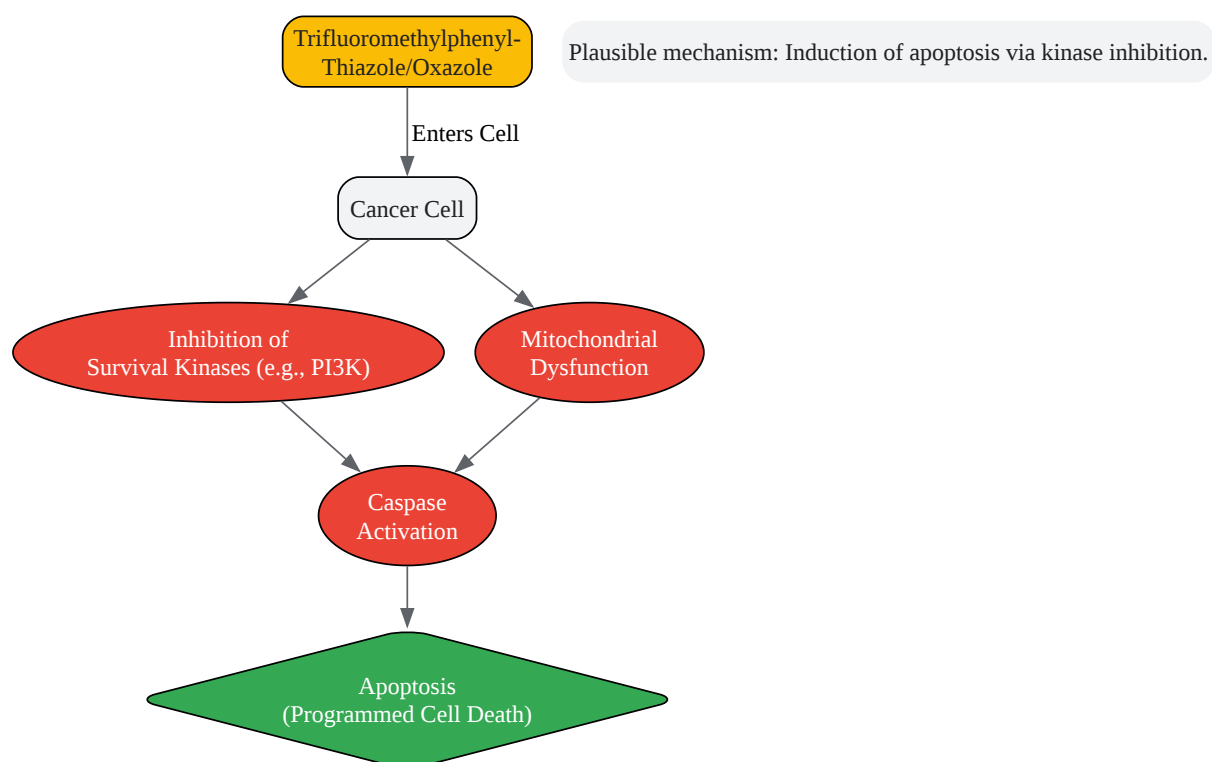 Trifluoromethylphenyl-
Thiazole/Oxazole
Plausible mechanism: Induction of apoptosis via kinase inhibition.
Enters Cell
Cancer Cell
Inhibition of
Survival Kinases (e.g., PI3K)
Mitochondrial
Dysfunction
Caspase
Activation
Apoptosis
(Programmed Cell Death)